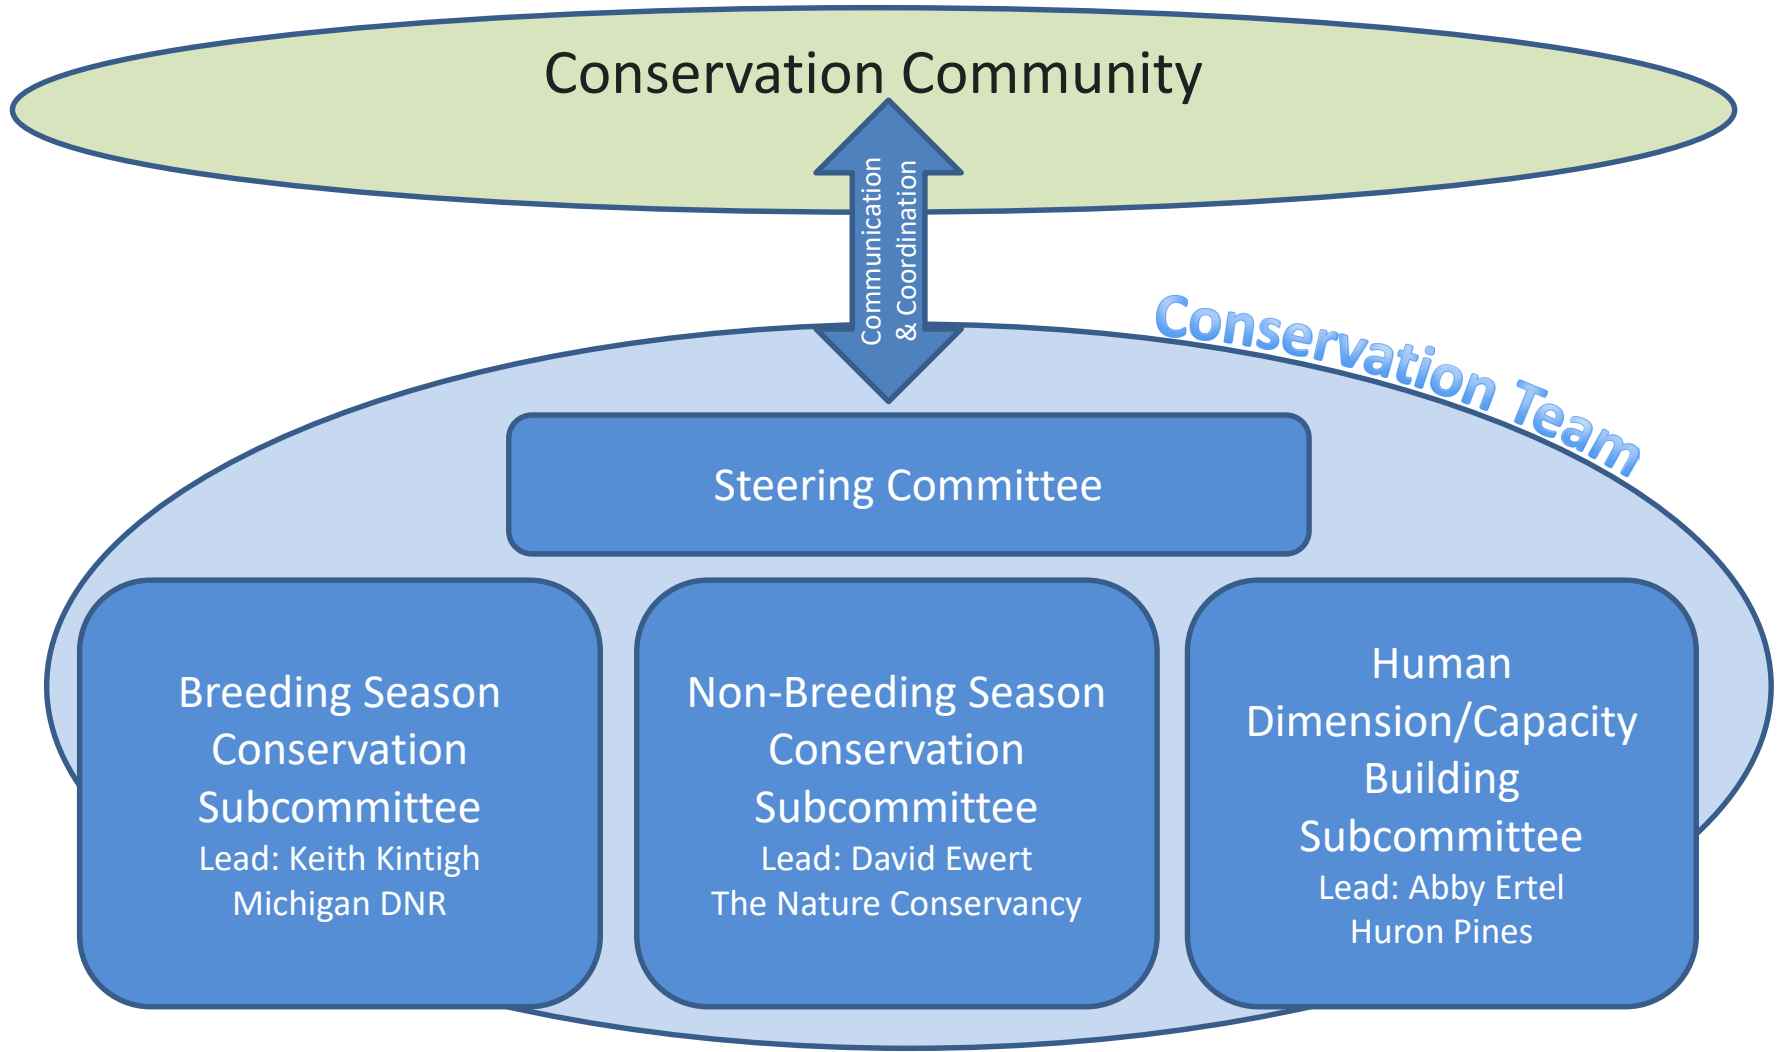 Conservation Community
Communication
& Coordination
Conservation Team
Steering Committee
Breeding Season
Conservation
Subcommittee
Lead: Keith Kintigh
Michigan DNR
Non-Breeding Season
Conservation
Subcommittee
Lead: David Ewert
The Nature Conservancy
Human
Dimension/Capacity
Building
Subcommittee
Lead: Abby Ertel
Huron Pines